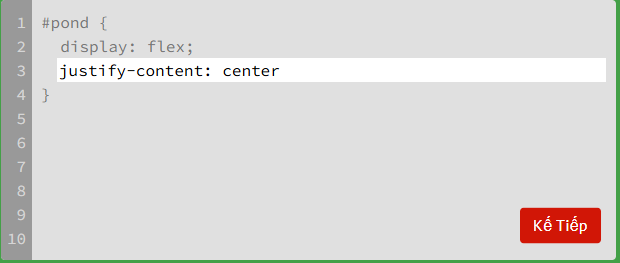 1 #pond {
2 display: flex;
3 justify-content: center
4 }
5
6
7
8
9
10
Kế Tiếp